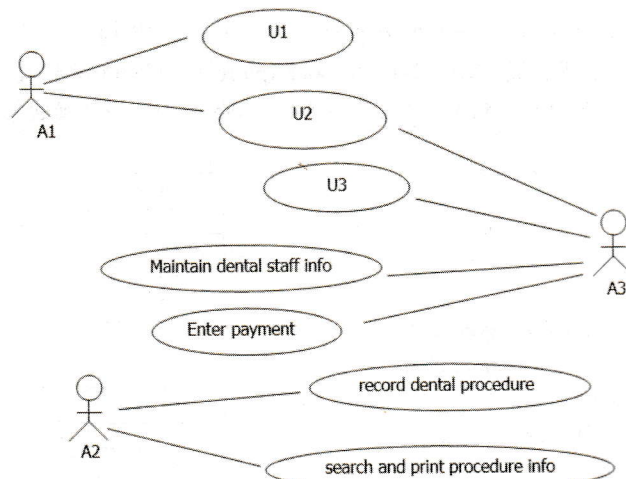 U1
A1
U2
U3
Maintain dental staff info
A3
Enter payment
record dental procedure
A2
search and print procedure info